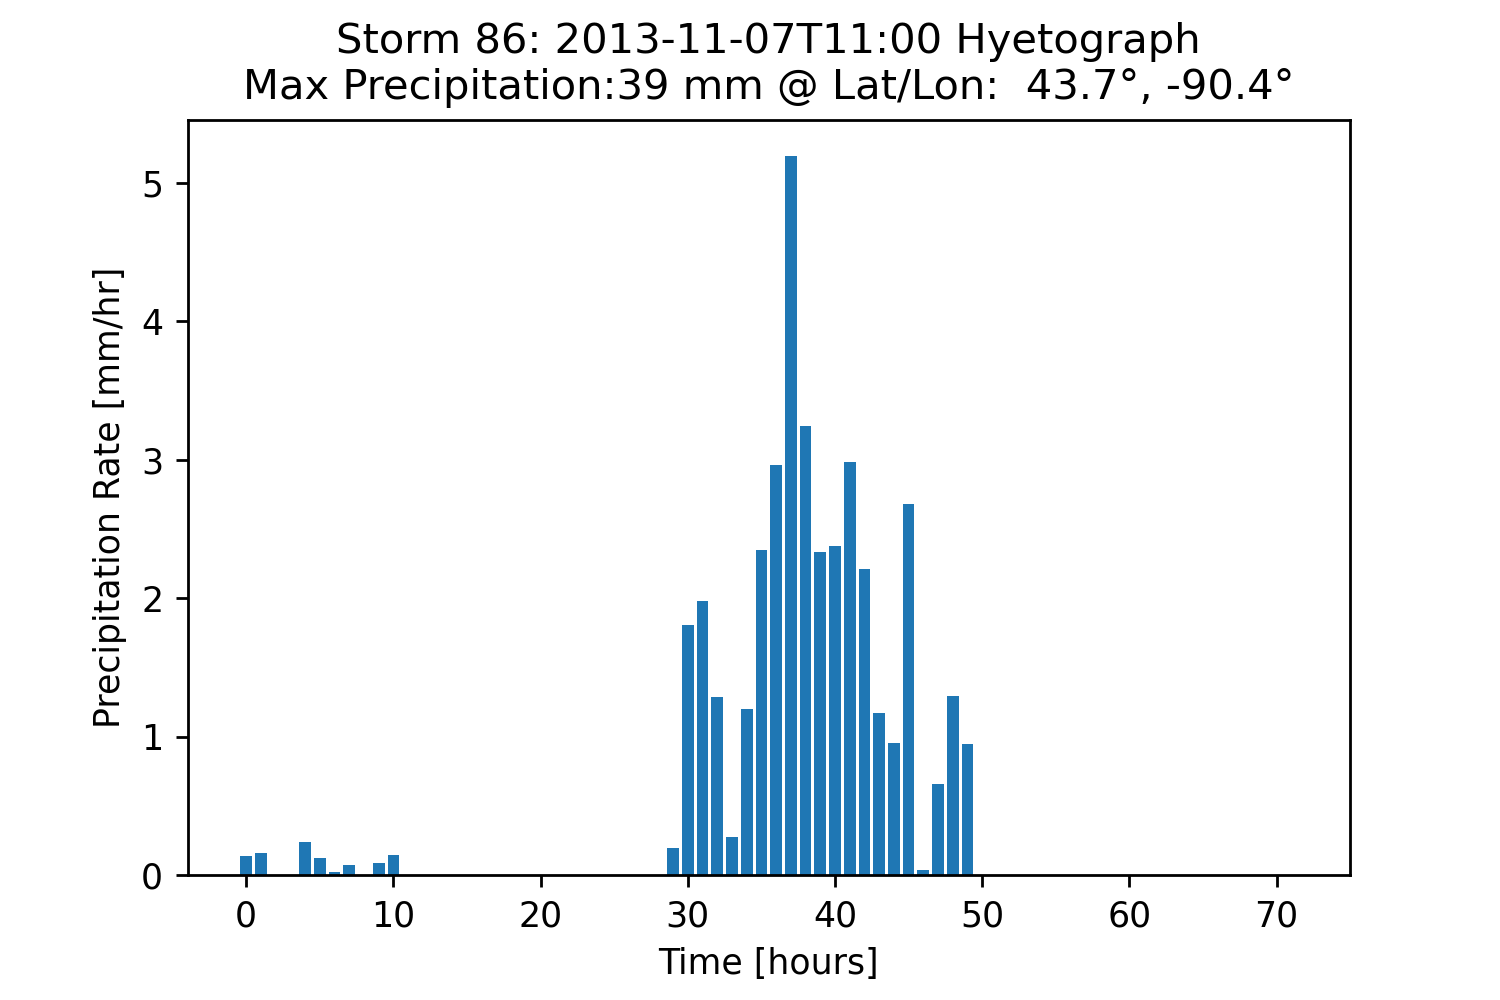 Storm 86: 2013-11-07T11:00 Hyetograph
Max Precipitation:39 mm @ Lat/Lon:  43.7°, -90.4°
Precipitation Rate [mm/hr]
5
4
3
2
1
0
0 10 20 30 40 50 60 70
Time [hours]